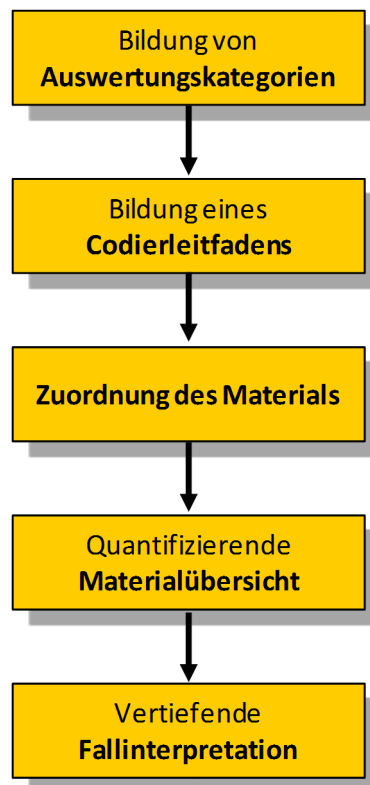 Bildung von
Auswertungskategorien
Bildung eines
Codierleitfadens
Zuordnung des Materials
Quantifizierende
Materialübersicht
Vertiefende
Fallinterpretation